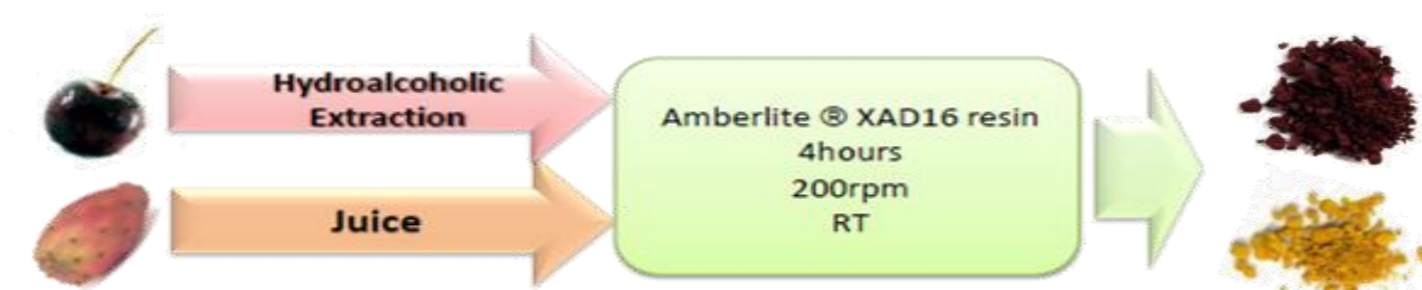 Hydroalcoholic
Extraction
Juice
Amberlite ® XAD16 resin
4hours
200rpm
RT